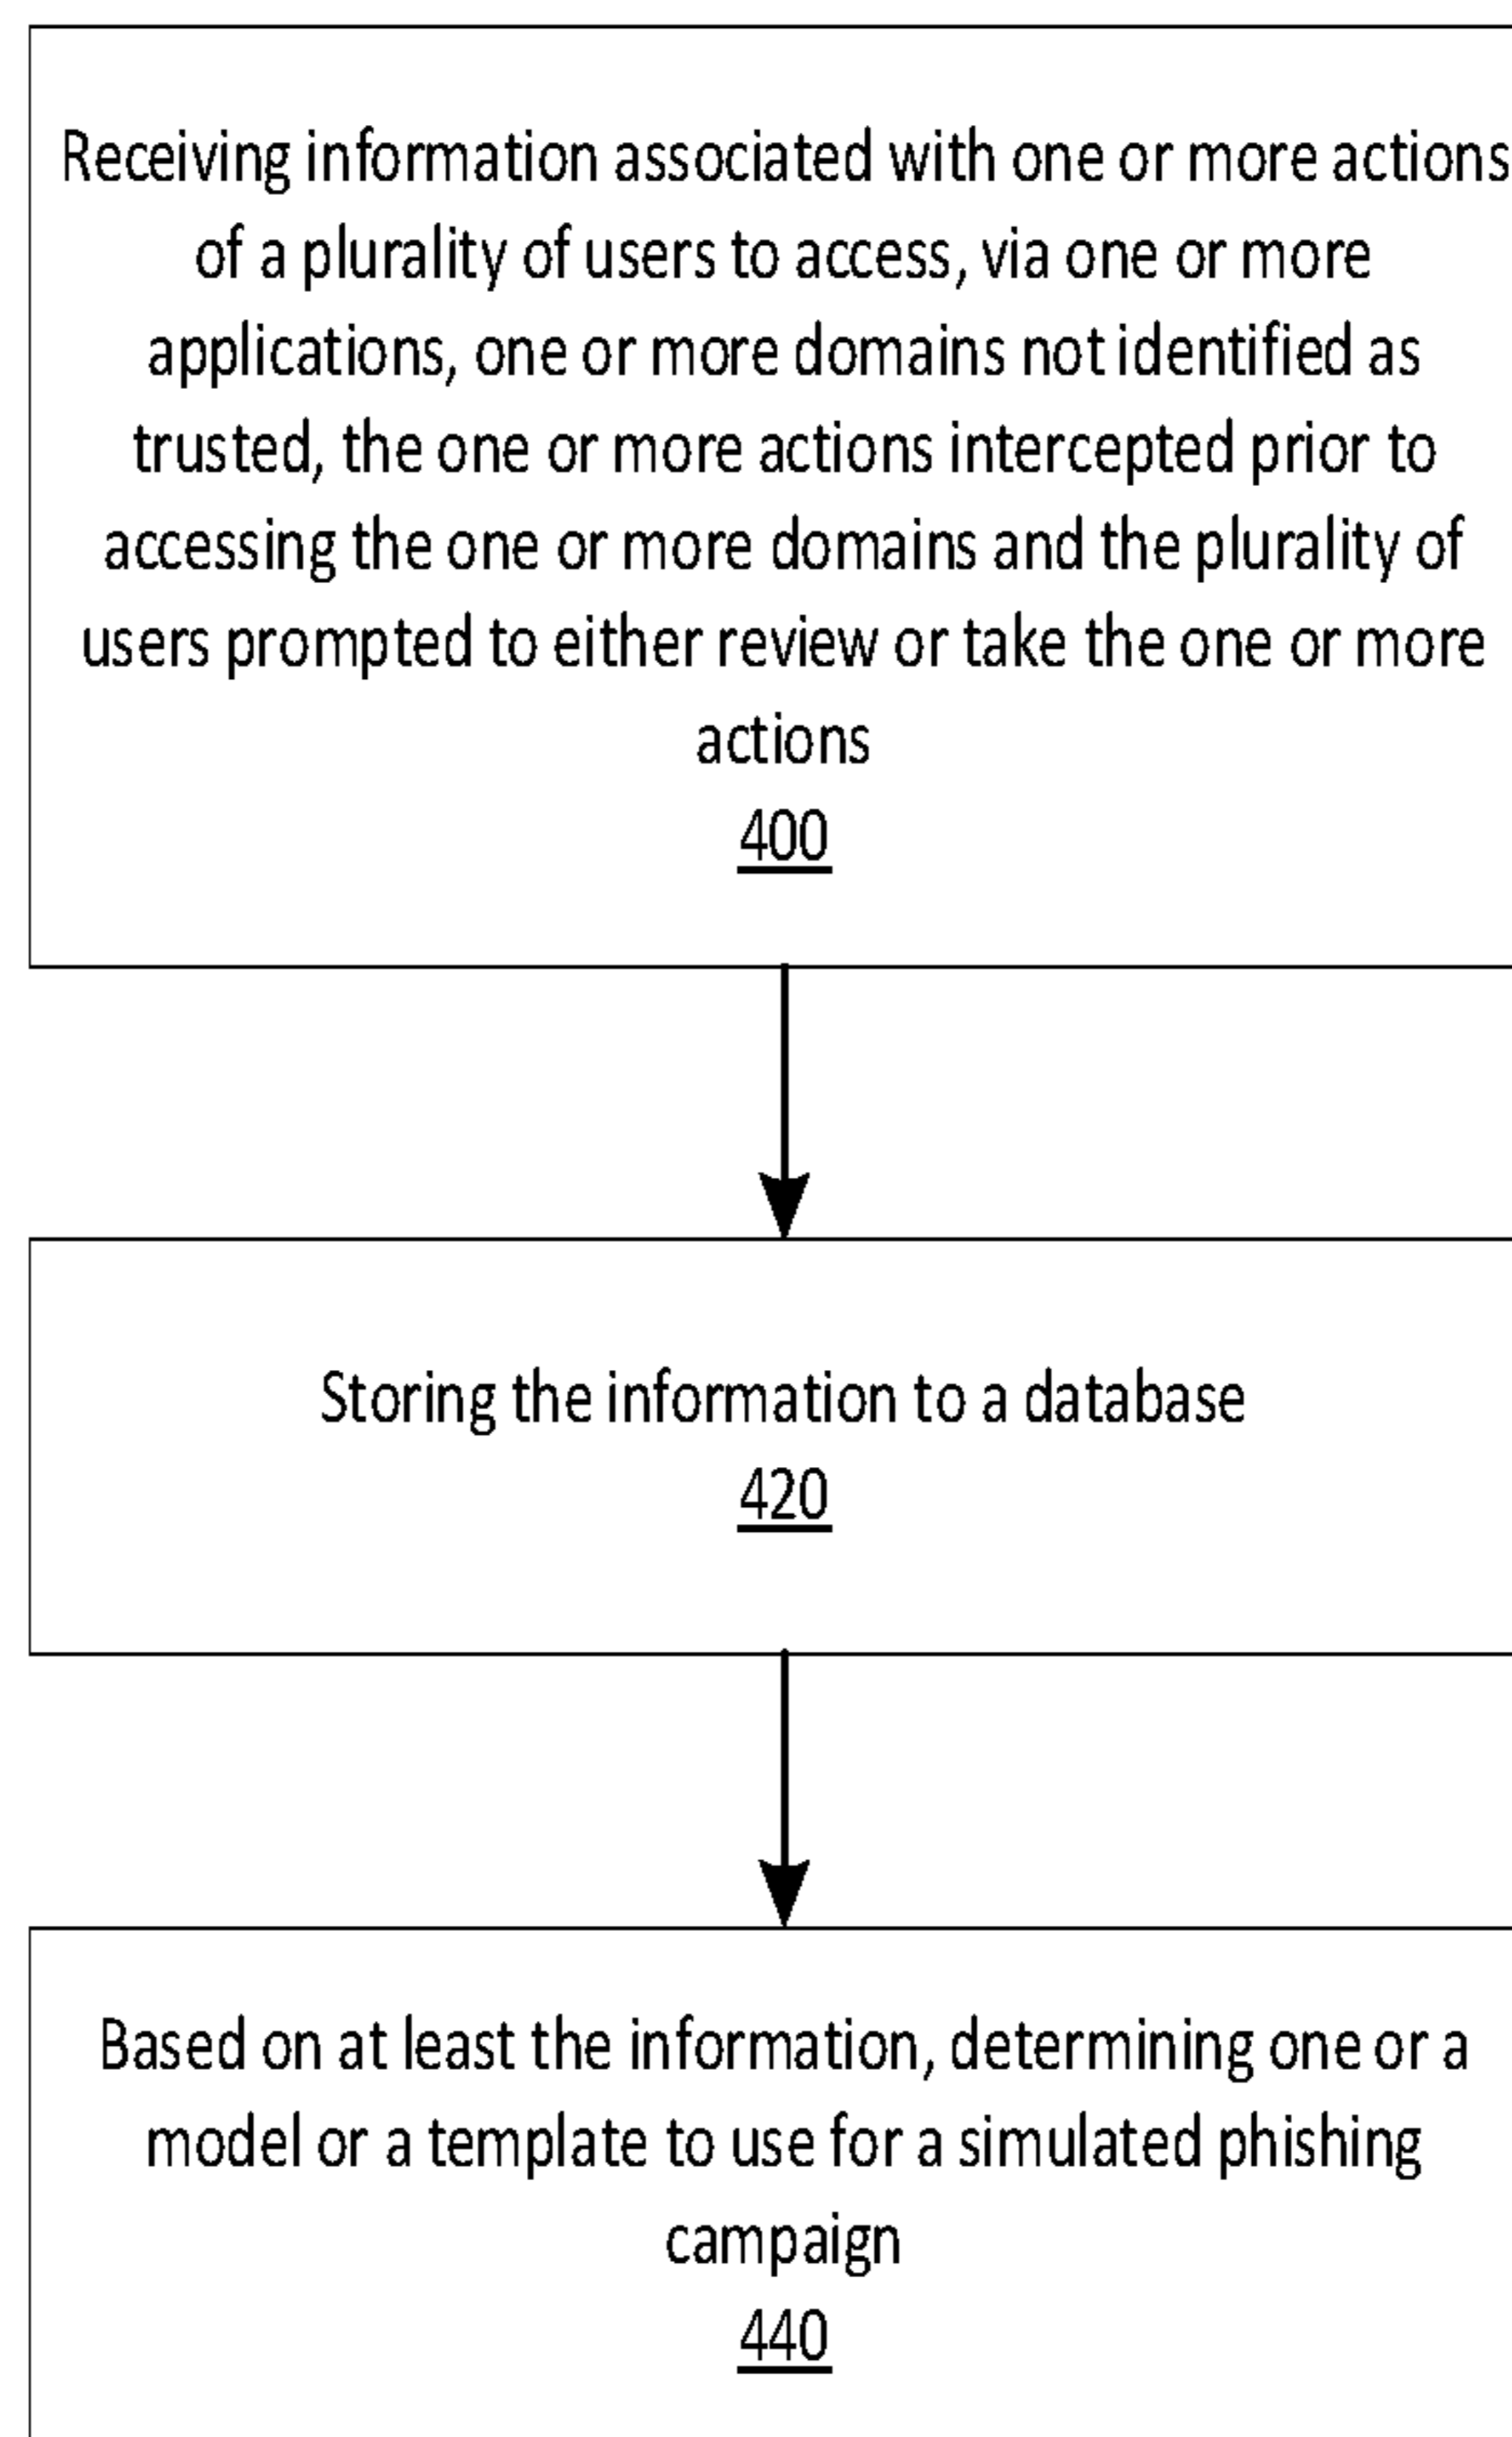 Receiving information associated with one or more actions
of a plurality of users to access, via one or more
applications, one or more domains not identified as
trusted, the one or more actions intercepted prior to
accessing the one or more domains and the plurality of
users prompted to either review or take the one or more
actions
400
Storing the information to a database
420
Based on at least the information, determining one or a
model or a template to use for a simulated phishing
campaign
440